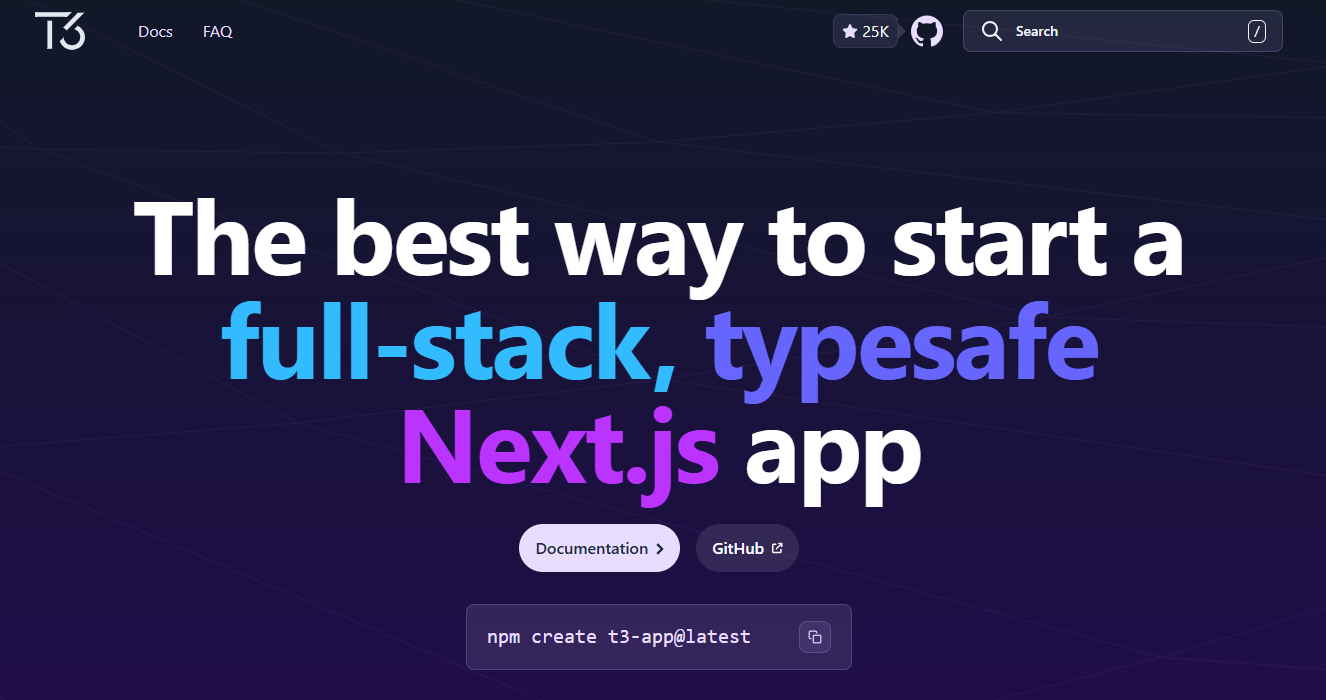 T3
Docs
FAQ
25K
Search
/
The best way to start a
full-stack, typesafe
Next.js app
Documentation
GitHub
npm create t3-app@latest